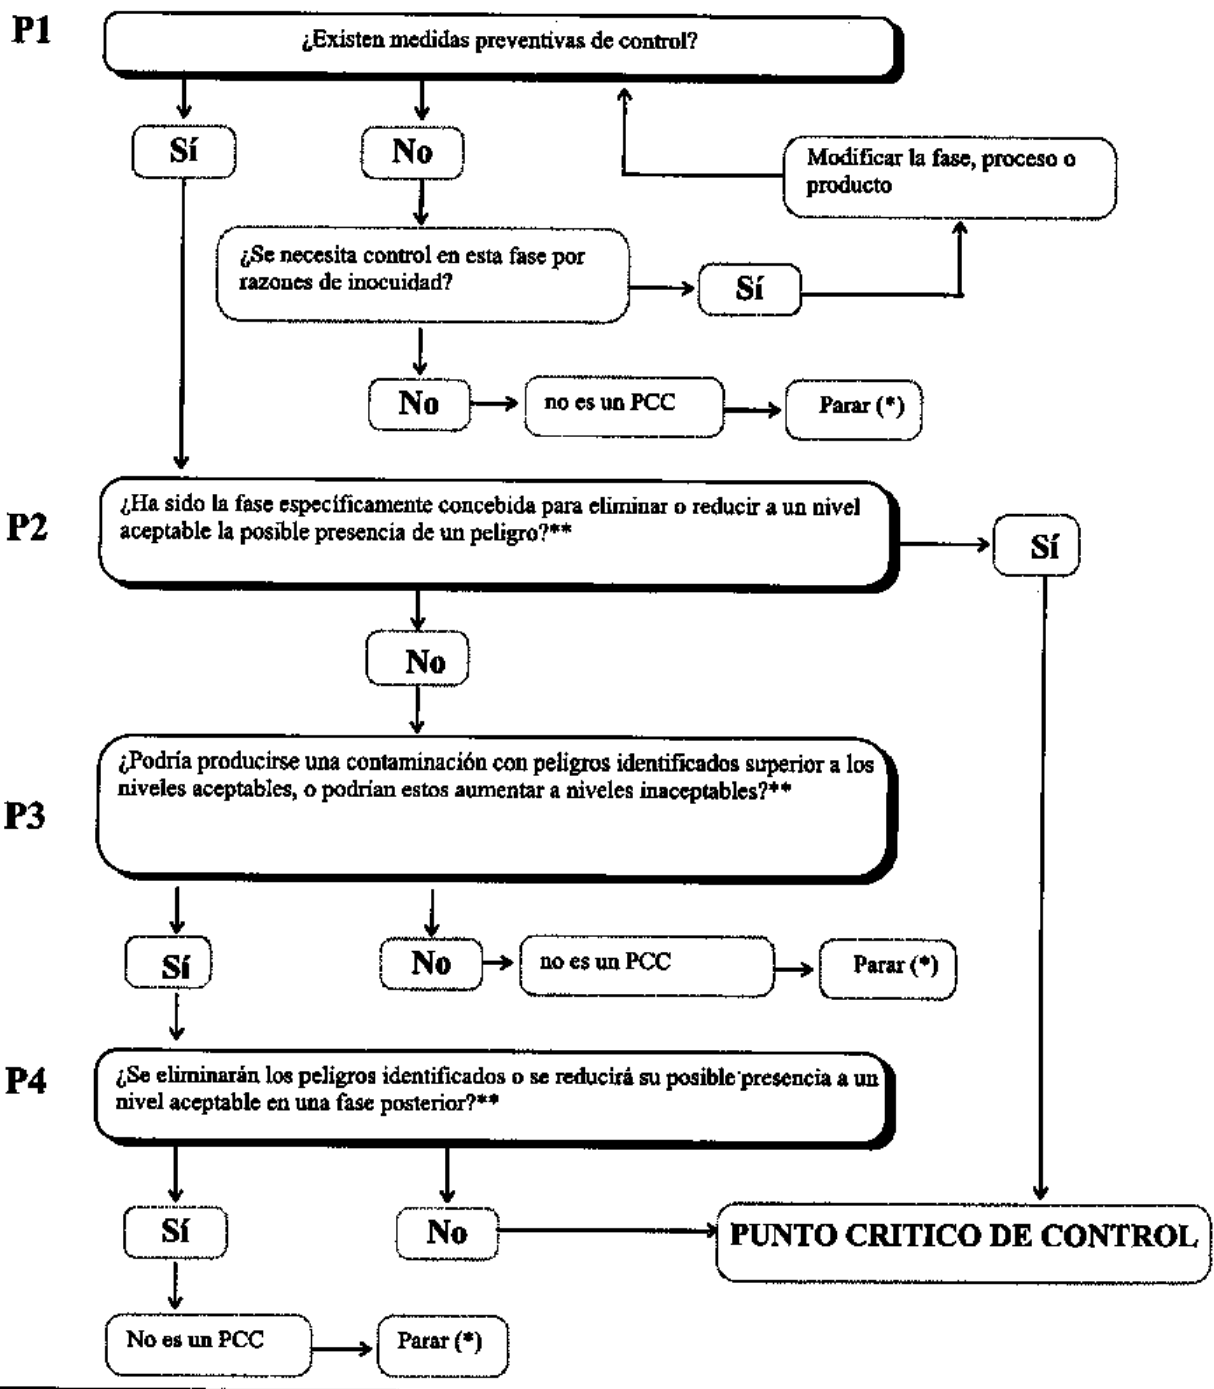 P1
¿Existen medidas preventivas de control?
Sí
No
Modificar la fase, proceso o
producto
¿Se necesita control en esta fase por
razones de inocuidad?
Sí
No
no es un PCC
Parar (*)
P2
¿Ha sido la fase específicamente concebida para eliminar o reducir a un nivel
aceptable la posible presencia de un peligro?**
Sí
No
P3
¿Podría producirse una contaminación con peligros identificados superior a los
niveles aceptables, o podrían estos aumentar a niveles inaceptables?**
Sí
No
no es un PCC
Parar (*)
P4
¿Se eliminarán los peligros identificados o se reducirá su posible presencia a un
nivel aceptable en una fase posterior?**
Sí
No
PUNTO CRITICO DE CONTROL
No es un PCC
Parar (*)